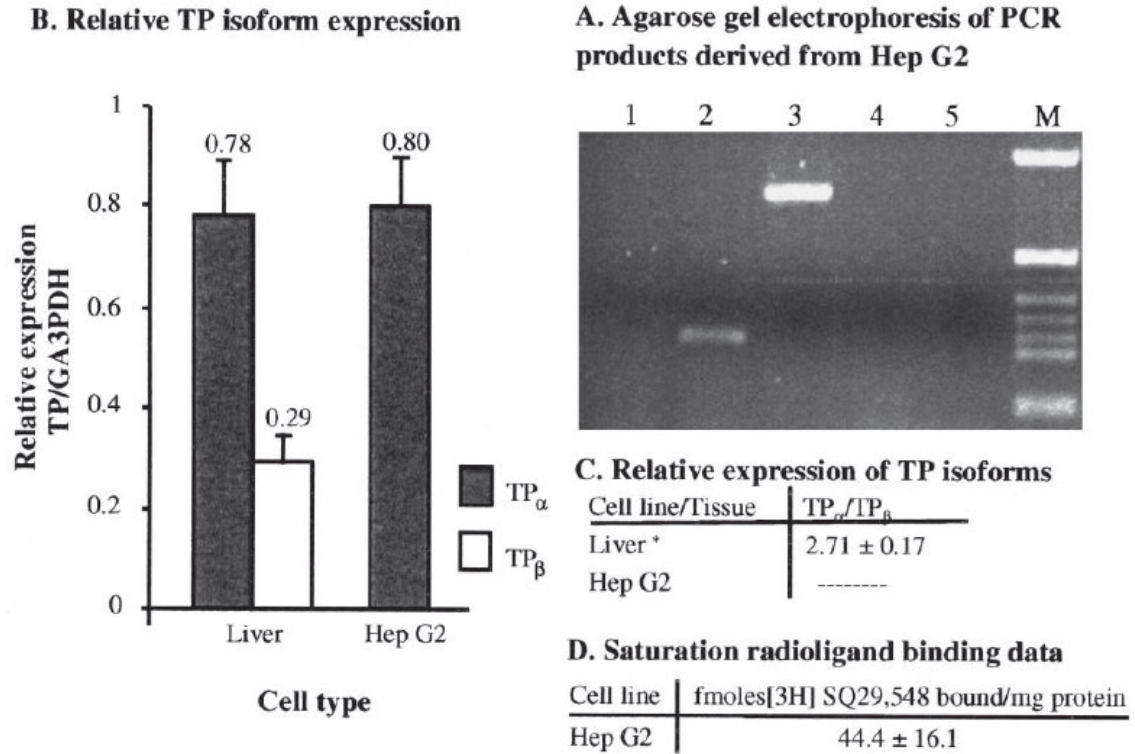 B. Relative TP isoform expression
1
0.8
0.6
0.4
0.2
0
Relative expression
TP/GA3PDH
0.78
0.29
0.80
Liver
Hep G2
Cell type
TPα
TPβ
A. Agarose gel electrophoresis of PCR
products derived from Hep G2
1 2 3 4 5 M
C. Relative expression of TP isoforms
Cell line/Tissue TPα/TPβ
Liver * 2.71 ± 0.17
Hep G2 --------
D. Saturation radioligand binding data
Cell line fmoles[3H] SQ29,548 bound/mg protein
Hep G2 44.4 ± 16.1